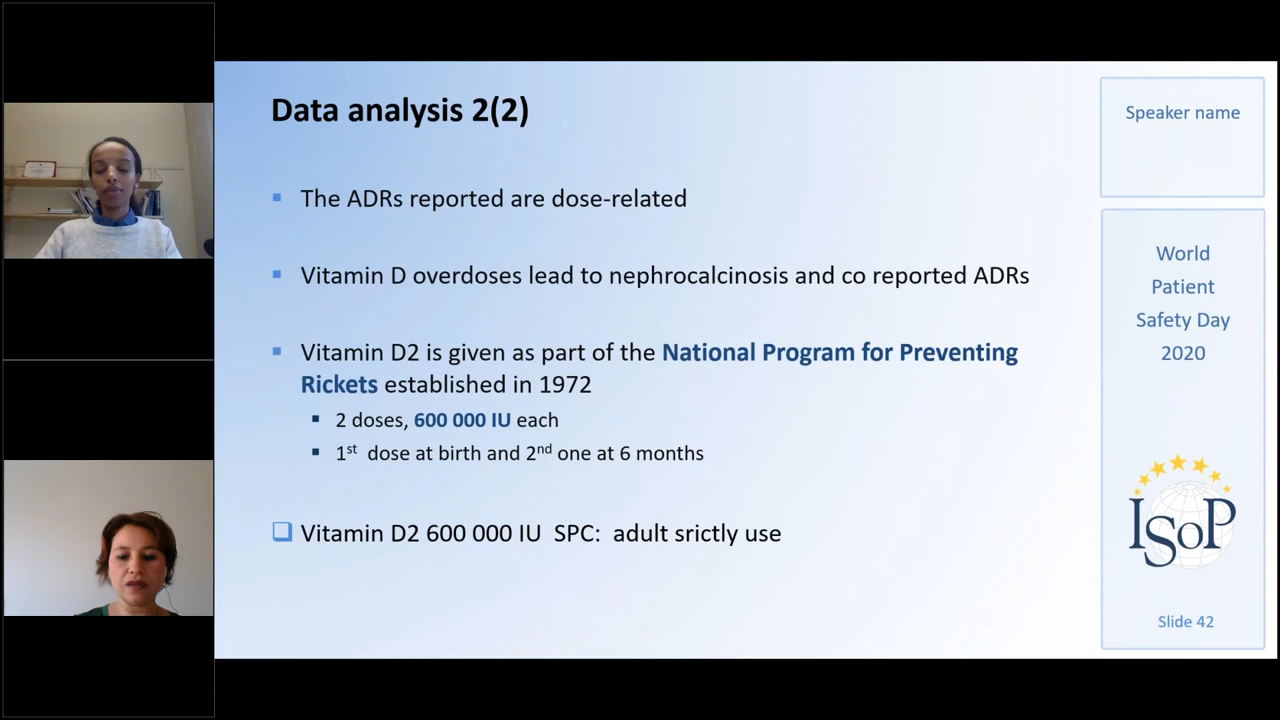 Data analysis 2(2)
The ADRs reported are dose-related
Vitamin D overdoses lead to nephrocalcinosis and co reported ADRs
Vitamin D2 is given as part of the National Program for Preventing
Rickets established in 1972
2 doses, 600 000 IU each
1st dose at birth and 2nd one at 6 months
Vitamin D2 600 000 IU SPC: adult srictly use
Speaker name
World
Patient
Safety Day
2020
ISoP
Slide 42